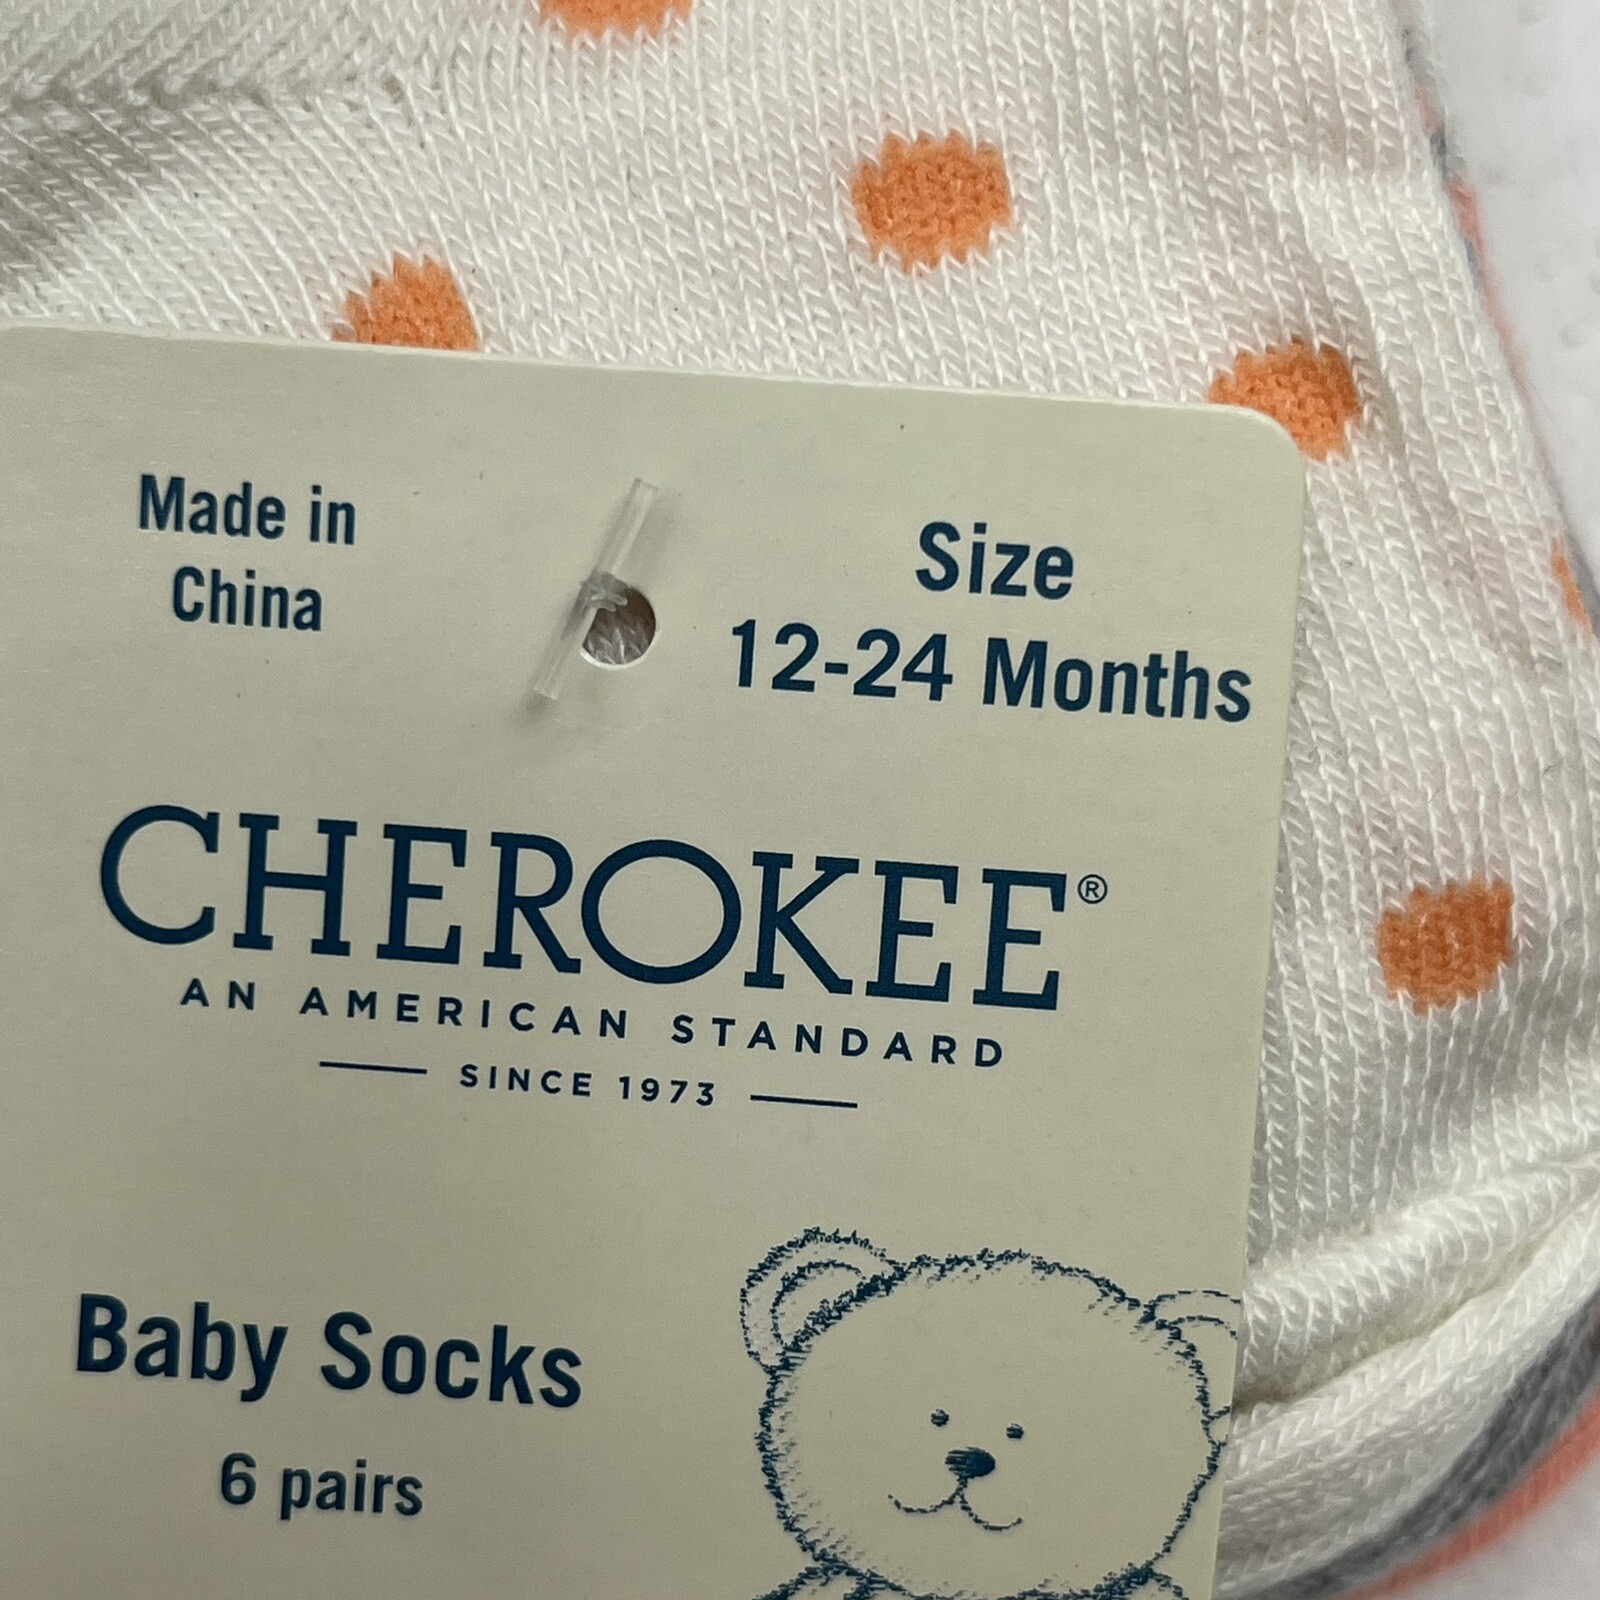 Made in
China
Size
12-24 Months
CHEROKEE®
AN AMERICAN STANDARD
SINCE 1973
Baby Socks
6 pairs